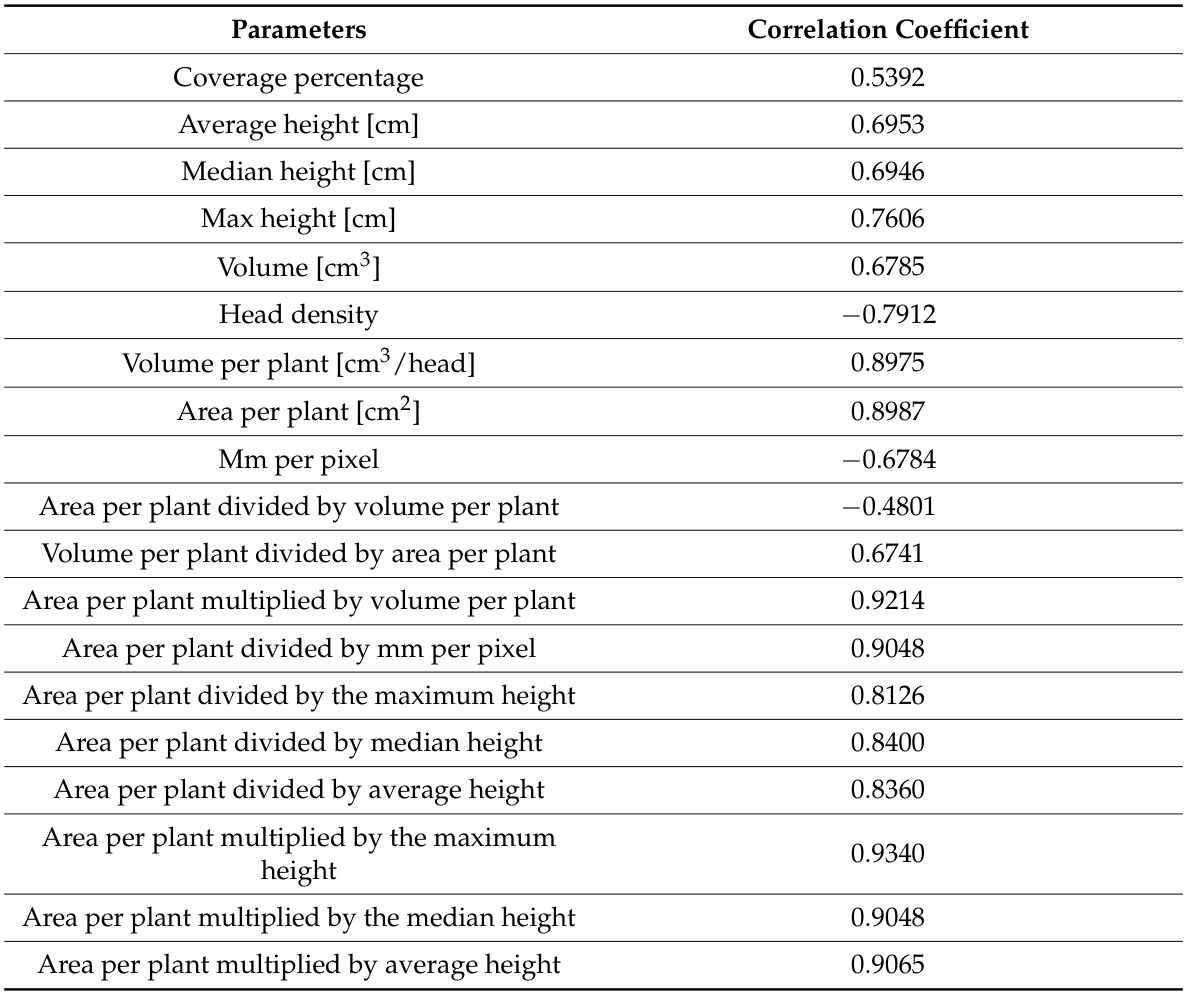 Parameters Correlation Coefficient
Coverage percentage 0.5392
Average height [cm] 0.6953
Median height [cm] 0.6946
Max height [cm] 0.7606
Volume [cm³] 0.6785
Head density −0.7912
Volume per plant [cm³/head] 0.8975
Area per plant [cm²] 0.8987
Mm per pixel −0.6784
Area per plant divided by volume per plant −0.4801
Volume per plant divided by area per plant 0.6741
Area per plant multiplied by volume per plant 0.9214
Area per plant divided by mm per pixel 0.9048
Area per plant divided by the maximum height 0.8126
Area per plant divided by median height 0.8400
Area per plant divided by average height 0.8360
Area per plant multiplied by the maximum
height 0.9340
Area per plant multiplied by the median height 0.9048
Area per plant multiplied by average height 0.9065